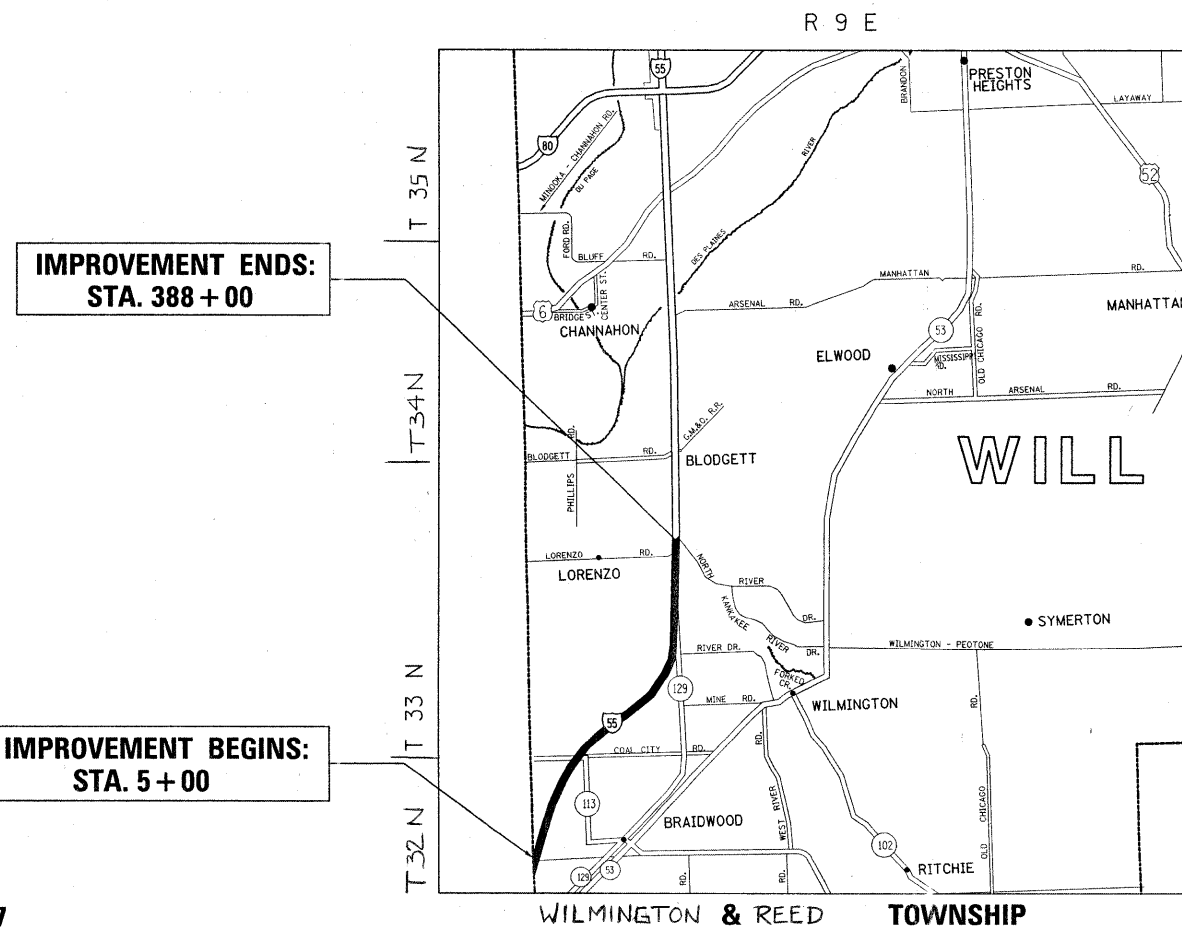 R 9 E
55
PRESTON
HEIGHTS
BRANDON
LAYAWAY
80
MINOOKA - CHANNAHON RD.
DU PAGE
RIVER
52
T 35 N
FORD RD.
BLUFF RD.
DES PLAINES
MANHATTAN RD.
IMPROVEMENT ENDS:
STA. 388 + 00
6
BRIDGE ST.
CENTER ST.
CHANNAHON
ARSENAL RD.
OLD CHICAGO RD.
MANHATTAN
53
ELWOOD
MISSISSIPPI
RD.
NORTH ARSENAL RD.
T 34 N
G.M.&O. R.R.
BLODGETT RD.
BLODGETT
PHILLIPS RD.
WILL
LORENZO RD.
LORENZO
NORTH RIVER DR.
KANKAKEE RIVER
SYMERTON
RIVER DR.
DR.
WILMINGTON - PEOTONE
FORKED
CR.
129
MINE RD.
WILMINGTON
RD.
T 33 N
55
IMPROVEMENT BEGINS:
STA. 5 + 00
COAL CITY RD.
113
WEST RIVER RD.
OLD CHICAGO
BRAIDWOOD
102
T 32 N
RITCHIE
129
53
RD.
RD.
7
WILMINGTON & REED TOWNSHIP